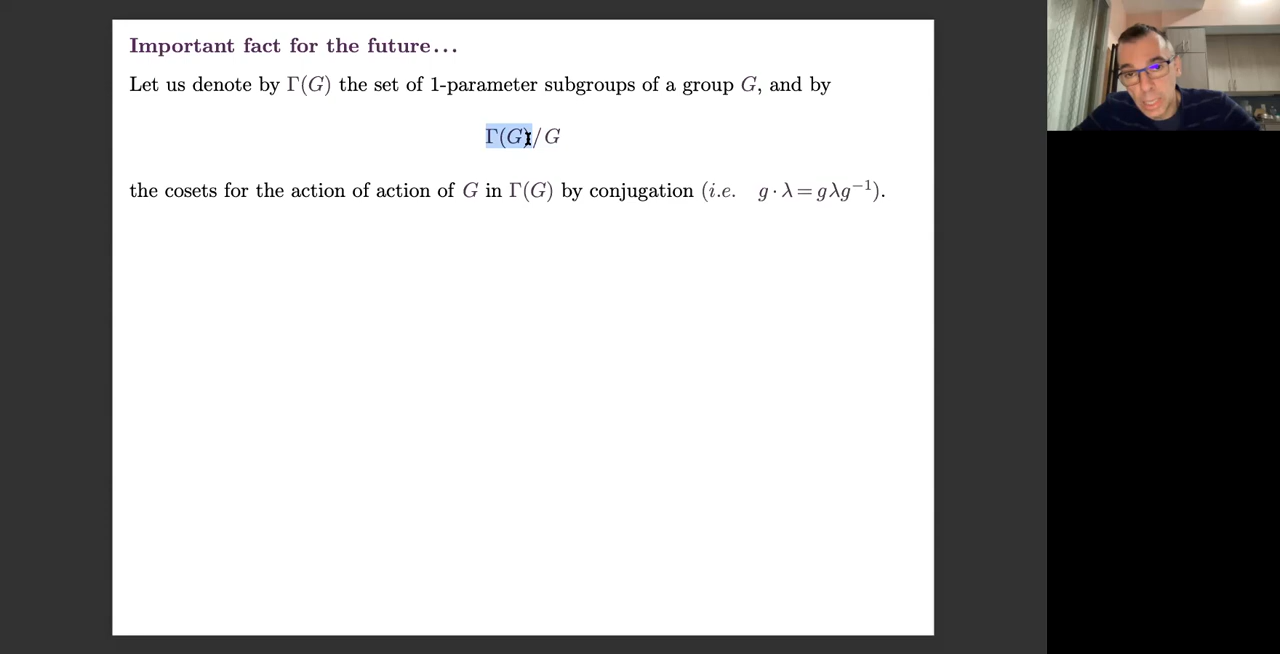 Important fact for the future...
Let us denote by Γ(G) the set of 1-parameter subgroups of a group G, and by
Γ(G)/G
the cosets for the action of action of G in Γ(G) by conjugation (i.e. g · λ = gλg⁻¹).